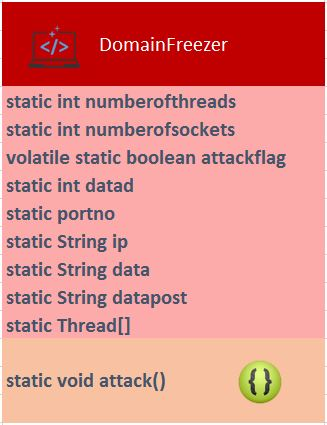 DomainFreezer
static int numberofthreads
static int numberofsockets
volatile static boolean attackflag
static int datad
static portno
static String ip
static String data
static String datapost
static Thread[]
static void attack()